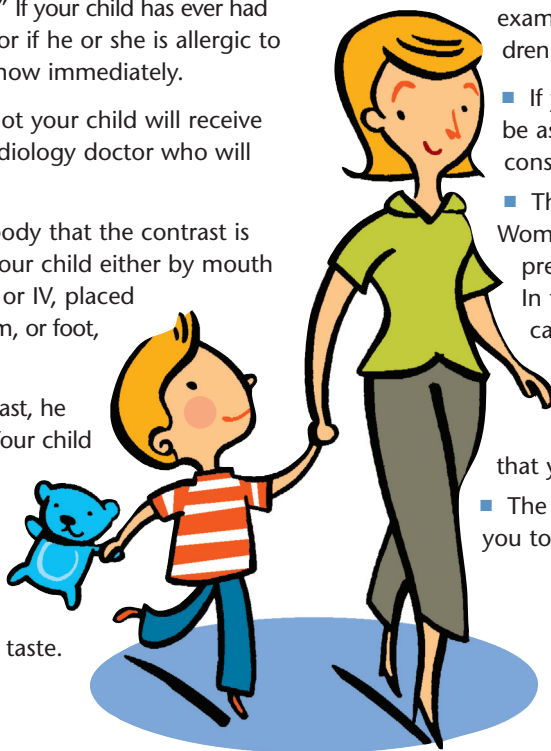 ” If your child has ever had
or if he or she is allergic to
now immediately.
ot your child will receive
diology doctor who will
ody that the contrast is
our child either by mouth
or IV, placed
m, or foot,
ast, he
Your child
taste.
exam
dren
■ If
be as
cons
■ Th
Wom
pre
In
ca
that y
■ The
you to